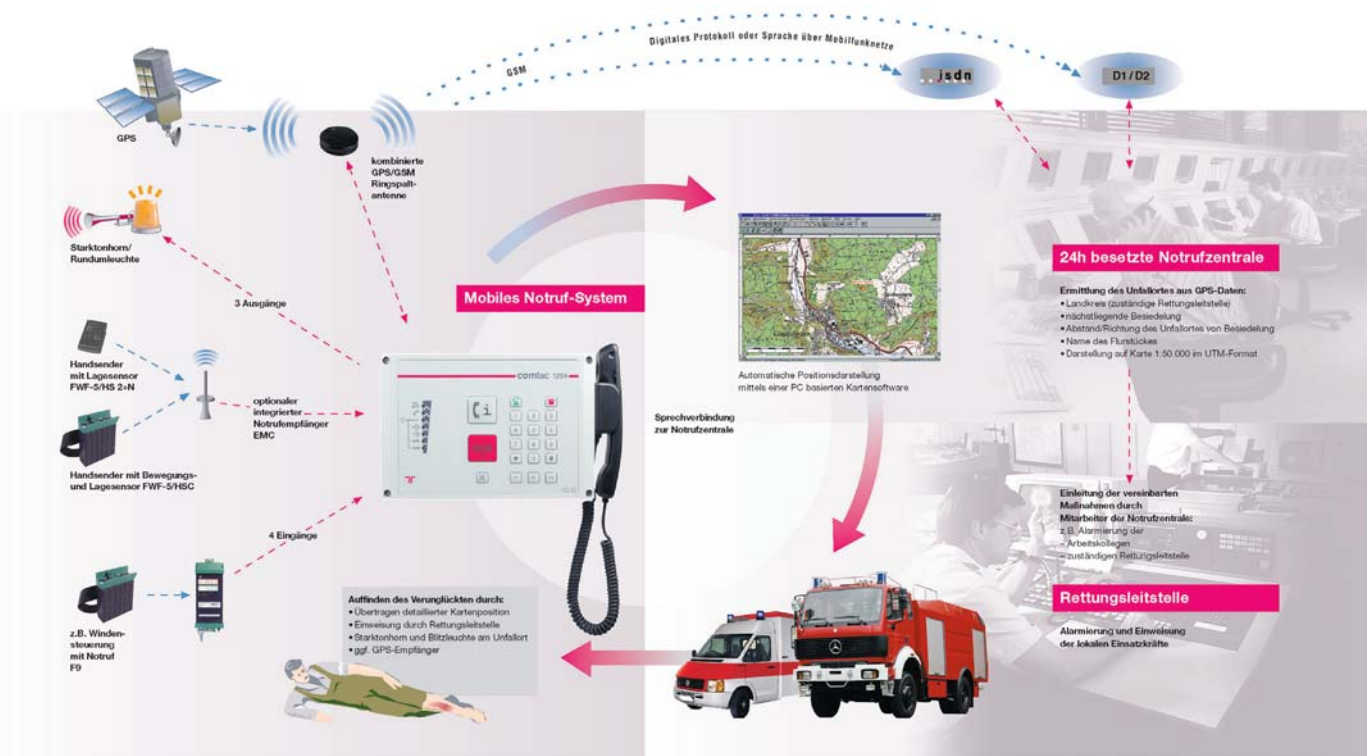 Digitales Protokoll oder Sprache über Mobilfunknetze
GSM
isdn
D1/D2
GPS
kombinierte
GPS/GSM
Ringspalt-
antenne
Starktonhorn/
Rundumleuchte
3 Ausgänge
Mobiles Notruf-System
24h besetzte Notrufzentrale
Ermittlung des Unfallortes aus GPS-Daten:
• Landkreis (zuständige Rettungsleitstelle)
• nächstliegende Besiedelung
• Abstand/Richtung des Unfallortes von Besiedelung
• Name des Flurstückes
• Darstellung auf Karte 1:50.000 im UTM-Format
Handsender
mit Lagesensor
FWF-5/HS 2+N
comtac 1204
Automatische Positionsdarstellung
mittels einer PC basierten Kartensoftware
optionaler
integrierter
Notrufempfänger
EMC
Sprechverbindung
zur Notrufzentrale
Handsender mit Bewegungs-
und Lagesensor FWF-5/HSC
4 Eingänge
Einleitung der vereinbarten
Maßnahmen durch
Mitarbeiter der Notrufzentrale:
z.B. Alarmierung der
– Arbeitskollegen
– zuständigen Rettungsleitstelle
Auffinden des Verunglückten durch:
• Übertragen detaillierter Kartenposition
• Einweisung durch Rettungsleitstelle
• Starktonhorn und Blitzleuchte am Unfallort
• ggf. GPS-Empfänger
Rettungsleitstelle
Alarmierung und Einweisung
der lokalen Einsatzkräfte
z.B. Winden-
steuerung
mit Notruf
F9